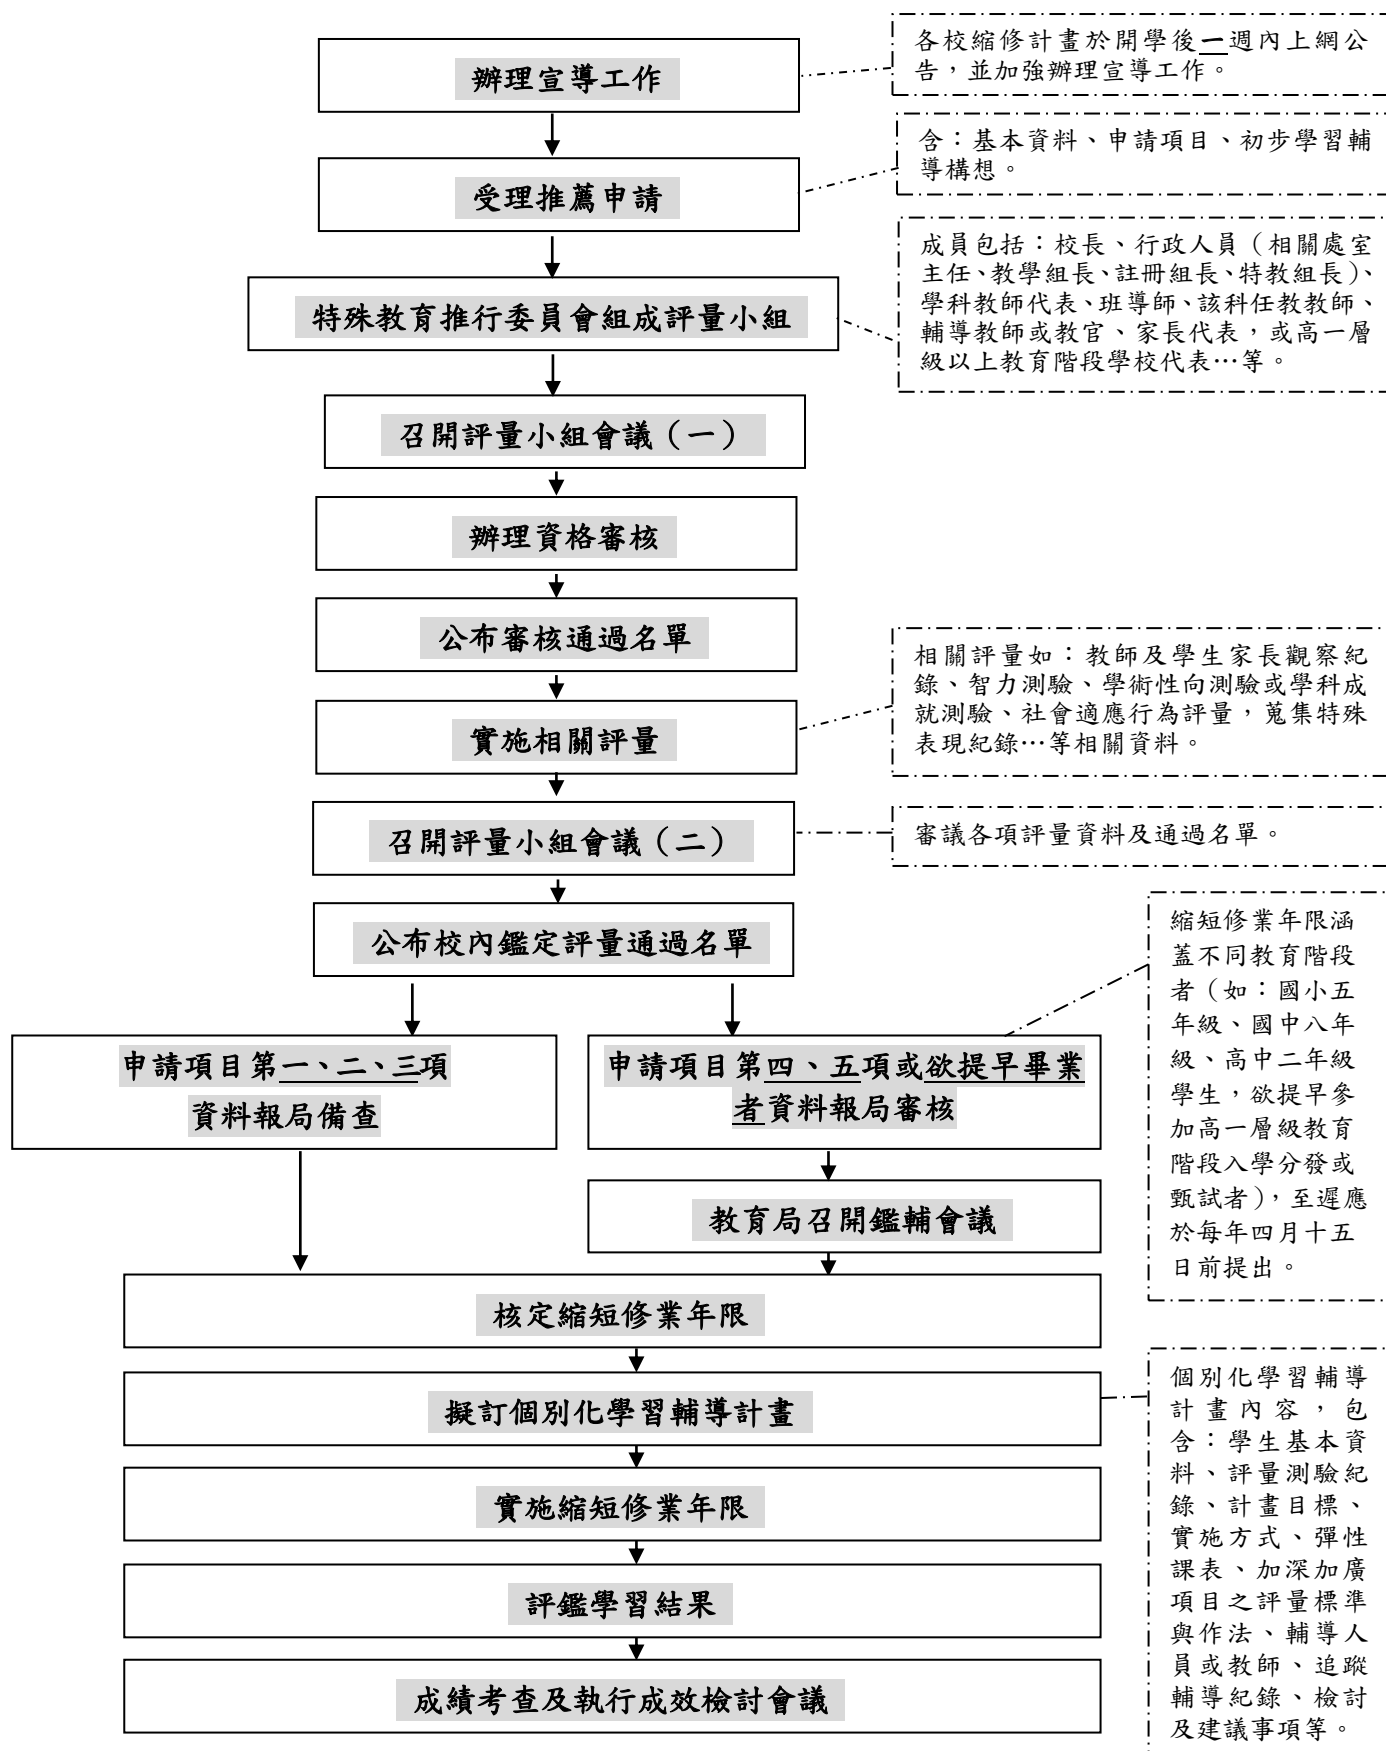 各校縮修計畫於開學後一週內上網公
告，並加強辦理宣導工作。
辦理宣導工作
含：基本資料、申請項目、初步學習輔
導構想。
受理推薦申請
成員包括：校長、行政人員（相關處室
主任、教學組長、註冊組長、特教組長）、
學科教師代表、班導師、該科任教教師、
輔導教師或教官、家長代表，或高一層
級以上教育階段學校代表…等。
特殊教育推行委員會組成評量小組
召開評量小組會議（一）
辦理資格審核
公布審核通過名單
相關評量如：教師及學生家長觀察紀
錄、智力測驗、學術性向測驗或學科成
就測驗、社會適應行為評量，蒐集特殊
表現紀錄…等相關資料。
實施相關評量
召開評量小組會議（二）
審議各項評量資料及通過名單。
公布校內鑑定評量通過名單
縮短修業年限涵
蓋不同教育階段
者（如：國小五
年級、國中八年
級、高中二年級
學生，欲提早參
加高一層級教育
階段入學分發或
甄試者），至遲應
於每年四月十五
日前提出。
申請項目第一、二、三項
資料報局備查
申請項目第四、五項或欲提早畢業
者資料報局審核
教育局召開鑑輔會議
核定縮短修業年限
擬訂個別化學習輔導計畫
個別化學習輔導
計畫內容，包
含：學生基本資
料、評量測驗紀
錄、計畫目標、
實施方式、彈性
課表、加深加廣
項目之評量標準
與作法、輔導人
員或教師、追蹤
輔導紀錄、檢討
及建議事項等。
實施縮短修業年限
評鑑學習結果
成績考查及執行成效檢討會議